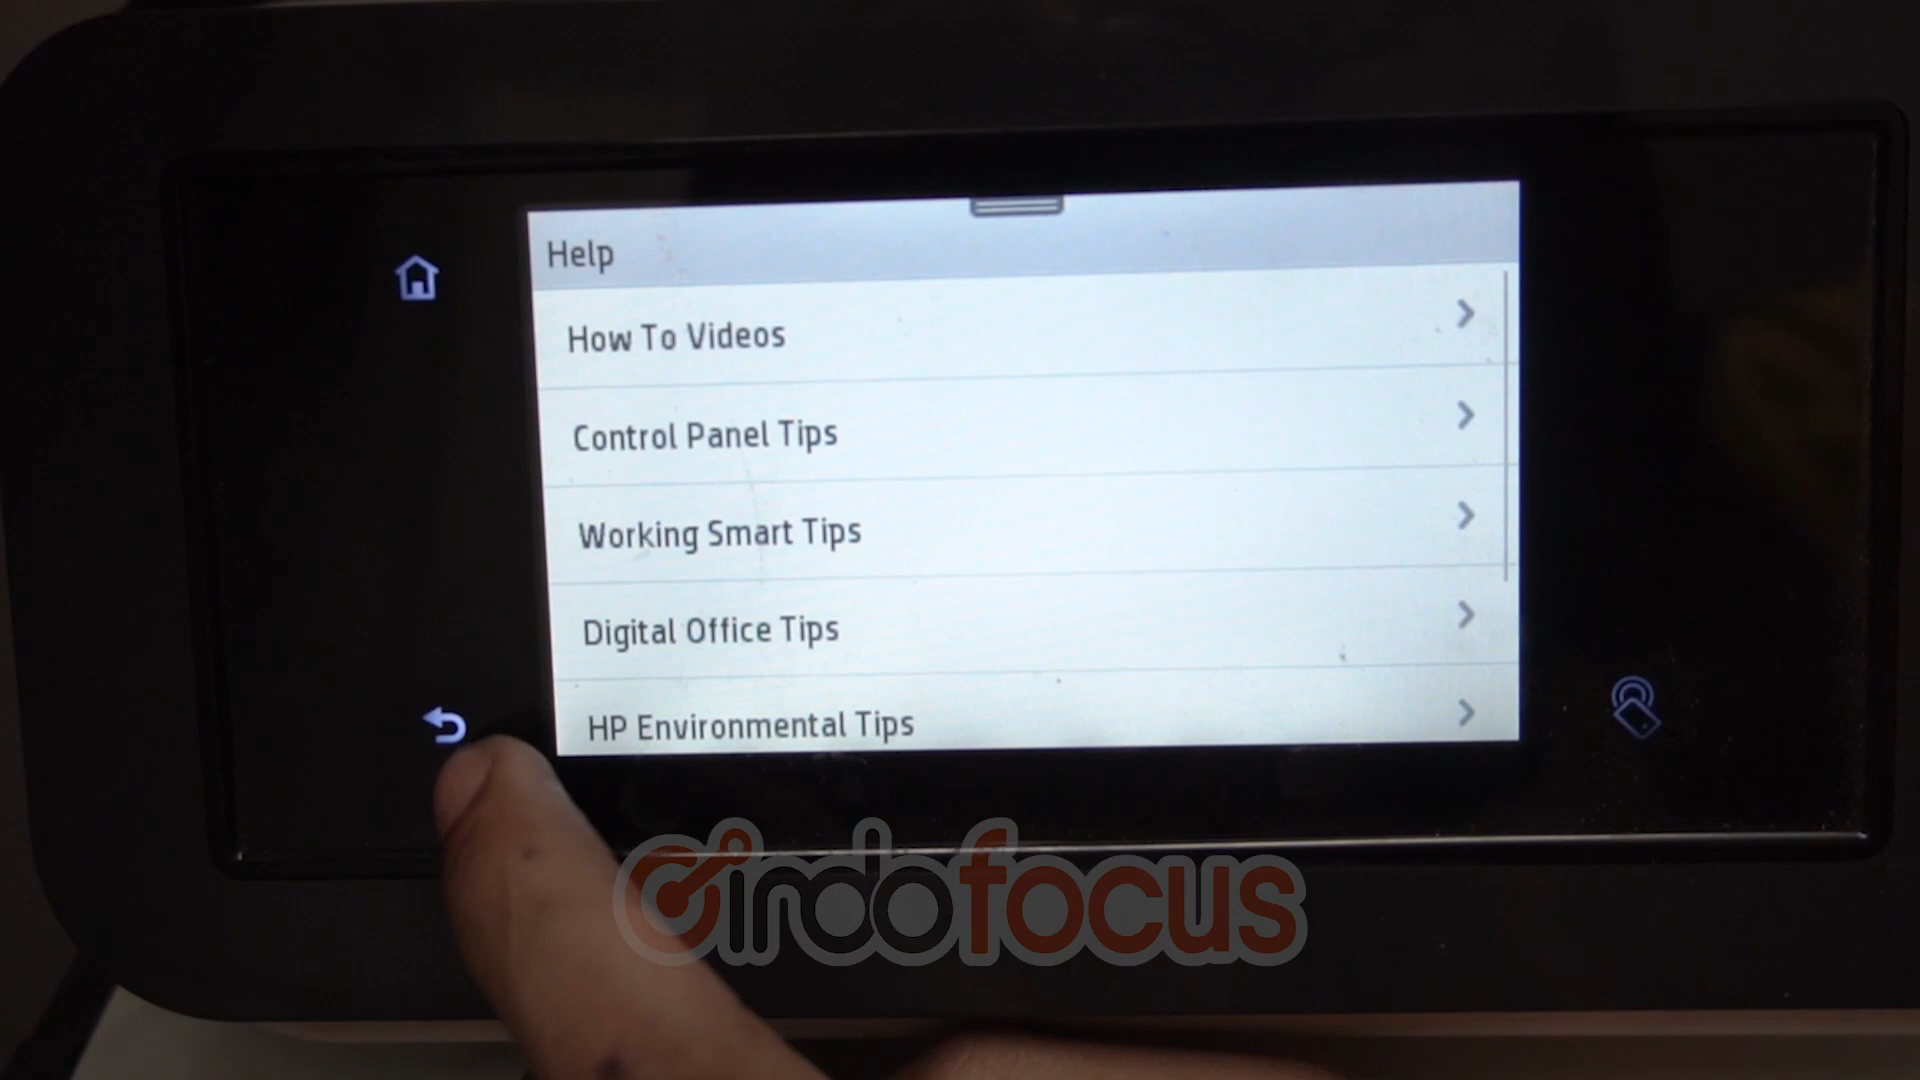 Help
How To Videos
Control Panel Tips
Working Smart Tips
Digital Office Tips
HP Environmental Tips
indofocus